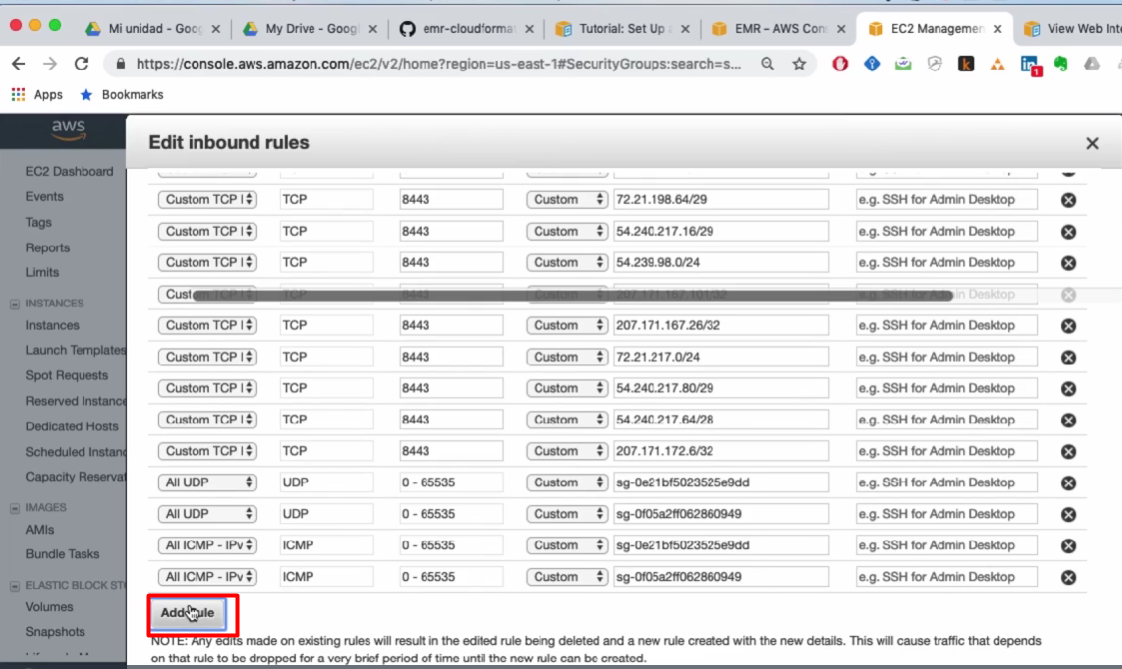 Mi unidad - Goog
My Drive - Googl
emr-cloudformat
Tutorial: Set Up
EMR – AWS Cons
EC2 Managemen
View Web Inte
https://console.aws.amazon.com/ec2/v2/home?region=us-east-1#SecurityGroups:search=s...
Apps
Bookmarks
aws
EC2 Dashboard
Events
Tags
Reports
Limits
INSTANCES
Instances
Launch Templates
Spot Requests
Reserved Instance
Dedicated Hosts
Scheduled Instanc
Capacity Reservat
IMAGES
AMIs
Bundle Tasks
ELASTIC BLOCK STO
Volumes
Snapshots
Edit inbound rules
Custom TCP TCP 8443 Custom 72.21.198.64/29 e.g. SSH for Admin Desktop
Custom TCP TCP 8443 Custom 54.240.217.16/29 e.g. SSH for Admin Desktop
Custom TCP TCP 8443 Custom 54.239.98.0/24 e.g. SSH for Admin Desktop
Custom TCP TCP 8443 Custom 207.171.167.101/32 e.g. SSH for Admin Desktop
Custom TCP TCP 8443 Custom 207.171.167.26/32 e.g. SSH for Admin Desktop
Custom TCP TCP 8443 Custom 72.21.217.0/24 e.g. SSH for Admin Desktop
Custom TCP TCP 8443 Custom 54.240.217.80/29 e.g. SSH for Admin Desktop
Custom TCP TCP 8443 Custom 54.240.217.64/28 e.g. SSH for Admin Desktop
Custom TCP TCP 8443 Custom 207.171.172.6/32 e.g. SSH for Admin Desktop
All UDP UDP 0 - 65535 Custom sg-0e21bf5023525e9dd e.g. SSH for Admin Desktop
All UDP UDP 0 - 65535 Custom sg-0f05a2ff062860949 e.g. SSH for Admin Desktop
All ICMP - IPv ICMP 0 - 65535 Custom sg-0e21bf5023525e9dd e.g. SSH for Admin Desktop
All ICMP - IPv ICMP 0 - 65535 Custom sg-0f05a2ff062860949 e.g. SSH for Admin Desktop
Add Rule
NOTE: Any edits made on existing rules will result in the edited rule being deleted and a new rule created with the new details. This will cause traffic that depends
on that rule to be dropped for a very brief period of time until the new rule can be created.